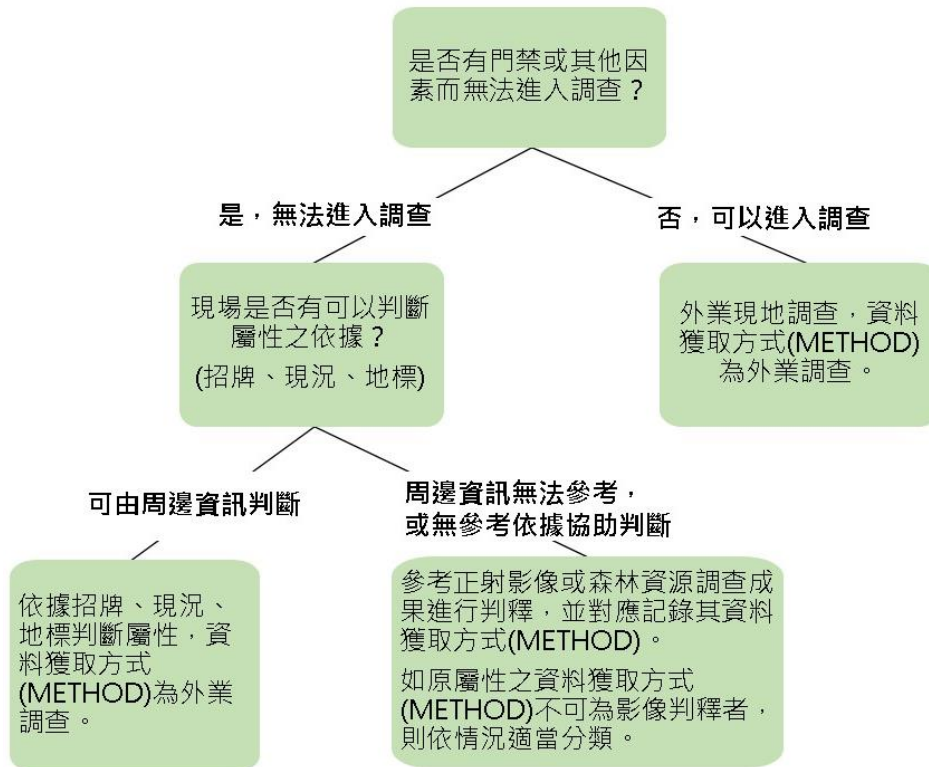 是否有門禁或其他因
素而無法進入調查？
是，無法進入調查
否，可以進入調查
現場是否有可以判斷
屬性之依據？
(招牌、現況、地標)
外業現地調查，資料
獲取方式(METHOD)
為外業調查。
可由周邊資訊判斷
周邊資訊無法參考，
或無參考依據協助判斷
依據招牌、現況、
地標判斷屬性，資
料獲取方式
(METHOD)為外業
調查。
參考正射影像或森林資源調查成
果進行判釋，並對應記錄其資料
獲取方式(METHOD)。
如原屬性之資料獲取方式
(METHOD)不可為影像判釋者，
則依情況適當分類。